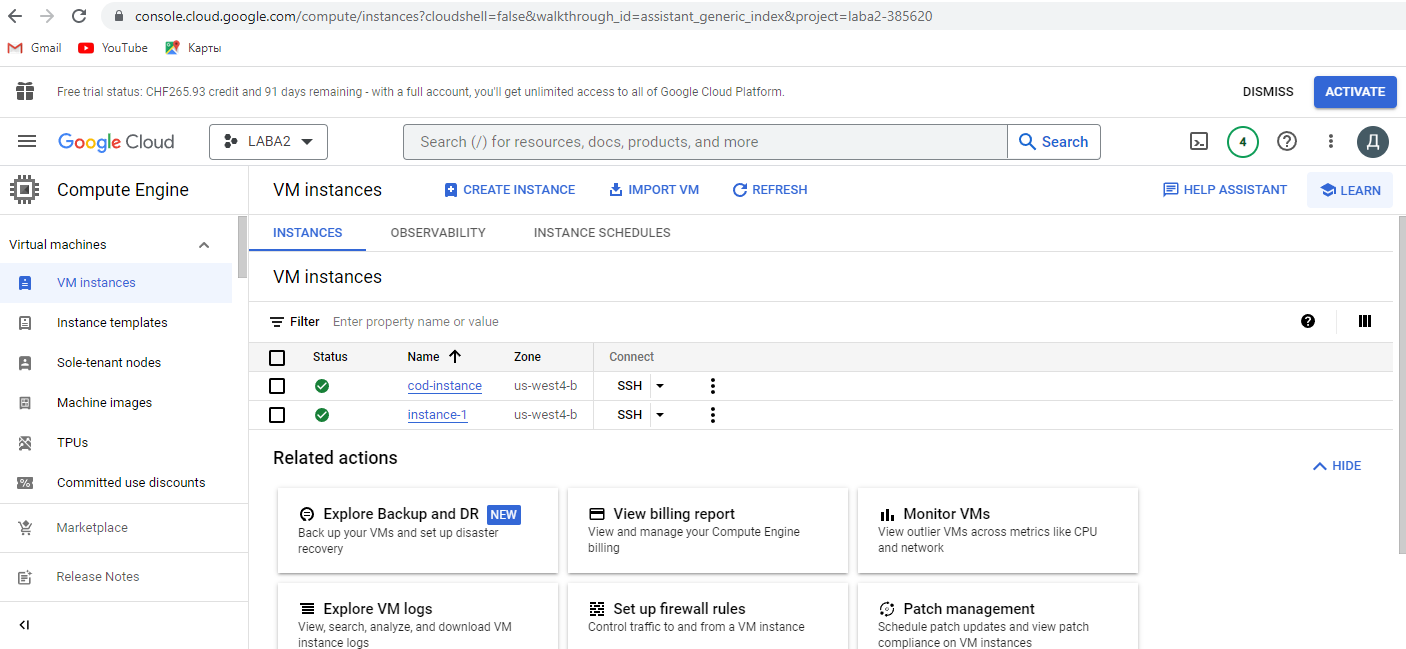 console.cloud.google.com/compute/instances?cloudshell=false&walkthrough_id=assistant_generic_index&project=laba2-385620
Gmail YouTube Карты
Free trial status: CHF265.93 credit and 91 days remaining - with a full account, you'll get unlimited access to all of Google Cloud Platform. DISMISS ACTIVATE
Google Cloud LABA2 Search (/) for resources, docs, products, and more Search 4 Д
Compute Engine VM instances CREATE INSTANCE IMPORT VM REFRESH HELP ASSISTANT LEARN
Virtual machines
VM instances
Instance templates
Sole-tenant nodes
Machine images
TPUs
Committed use discounts
Marketplace
Release Notes
INSTANCES OBSERVABILITY INSTANCE SCHEDULES
VM instances
Filter Enter property name or value
Status Name Zone Connect
cod-instance us-west4-b SSH
instance-1 us-west4-b SSH
Related actions HIDE
Explore Backup and DR NEW
Back up your VMs and set up disaster
recovery
View billing report
View and manage your Compute Engine
billing
Monitor VMs
View outlier VMs across metrics like CPU
and network
Explore VM logs
View, search, analyze, and download VM
instance logs
Set up firewall rules
Control traffic to and from a VM instance
Patch management
Schedule patch updates and view patch
compliance on VM instances